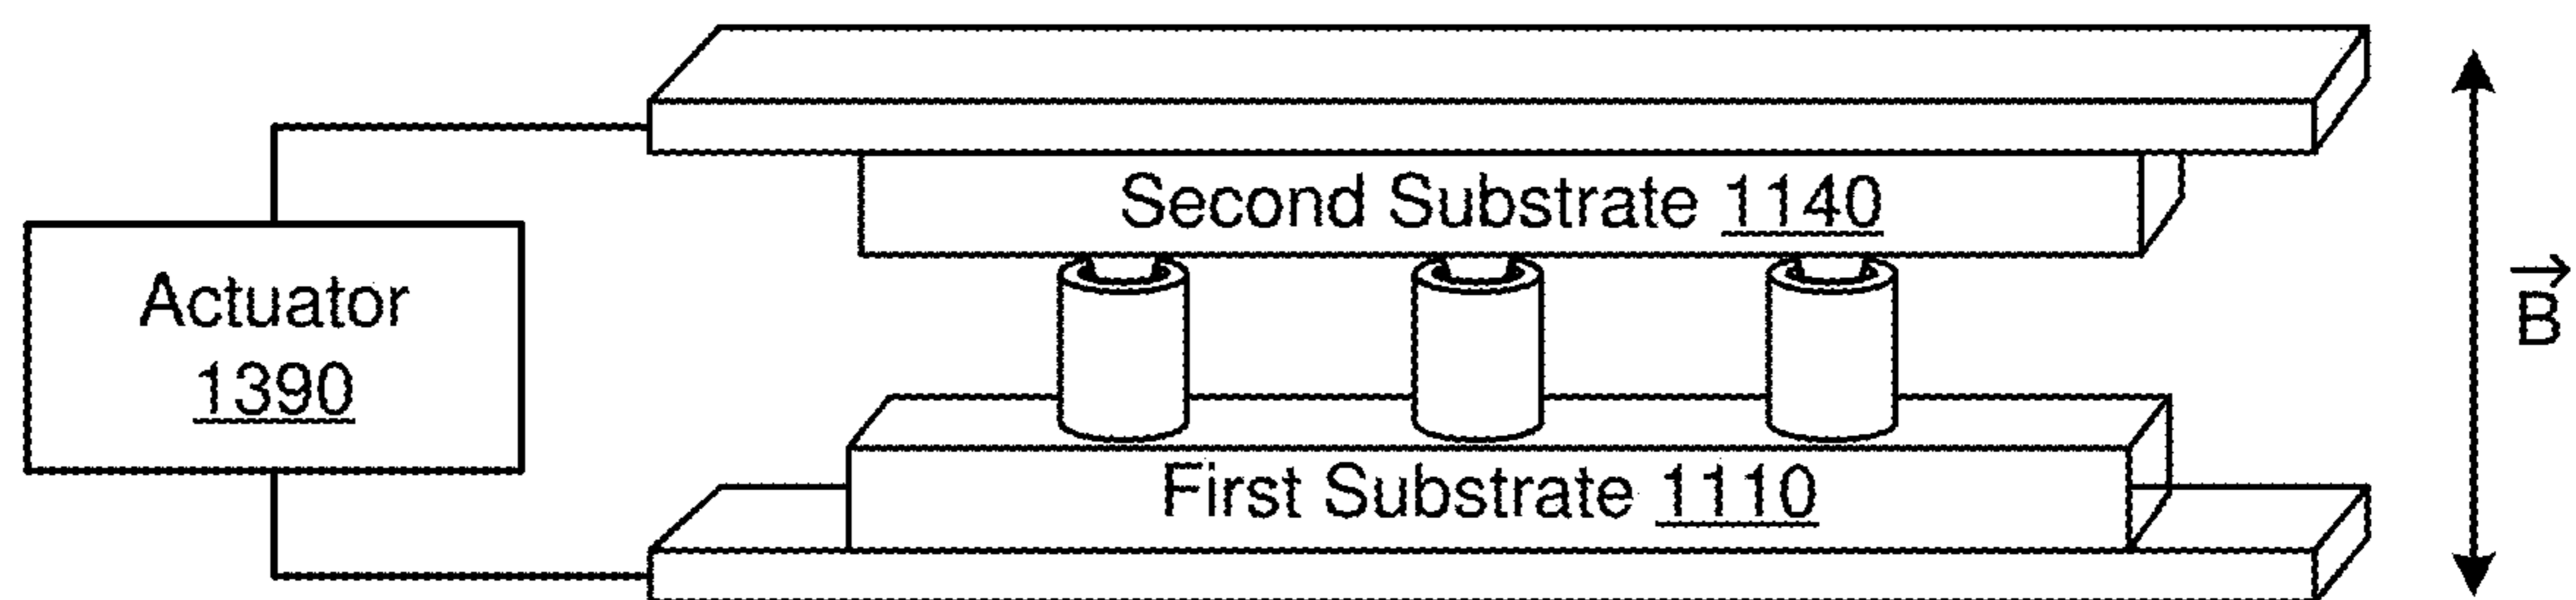 Second Substrate 1140
Actuator
1390
B
First Substrate 1110